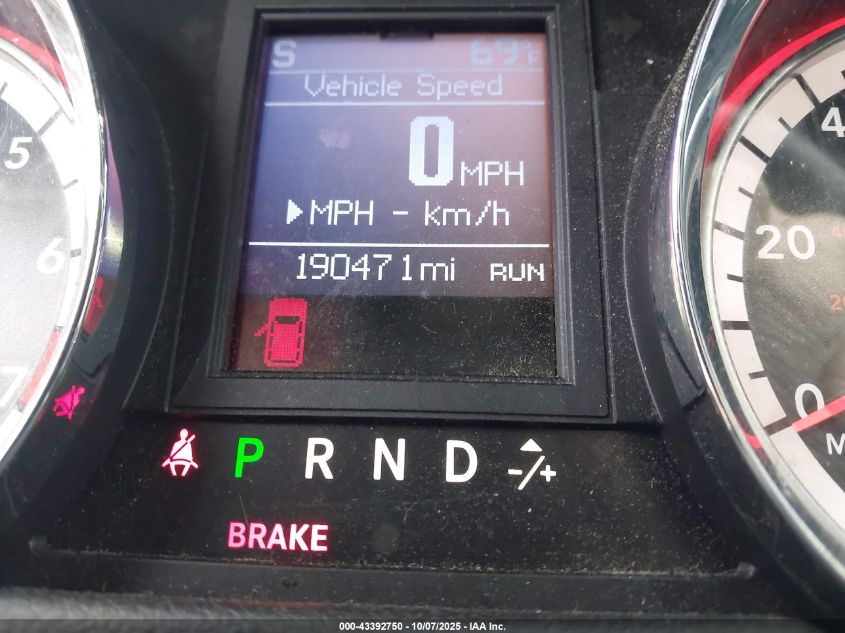 S 69°F
Vehicle Speed
0 MPH
MPH - km/h
190471mi RUN
5
6
7
4
20
0
M
P R N D -/+
BRAKE
000-43392750 - 10/07/2025 - IAA Inc.